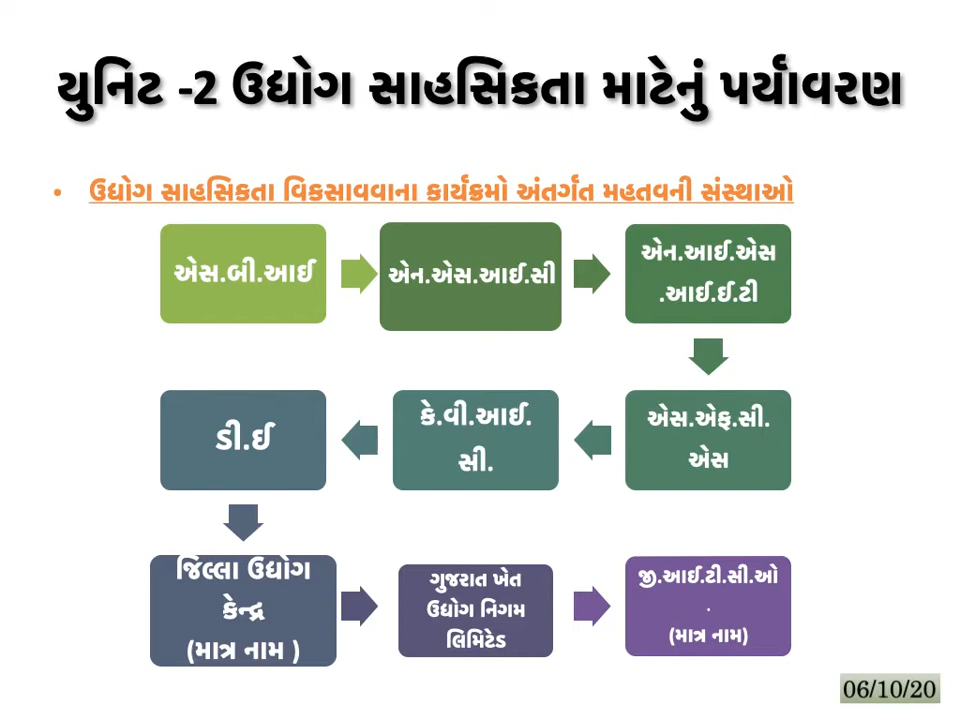 યુનિટ -2 ઉદ્યોગ સાહસિકતા માટેનું પર્યાવરણ
• ઉદ્યોગ સાહસિકતા વિકસાવવાના કાર્યક્રમો અંતર્ગત મહતવની સંસ્થાઓ
એસ.બી.આઈ
એન.એસ.આઈ.સી
એન.આઈ.એસ
.આઈ.ઈ.ટી
એસ.એફ.સી.
એસ
કે.વી.આઈ.
સી.
ડી.ઈ
જિલ્લા ઉદ્યોગ
કેન્દ્ર
(માત્ર નામ )
ગુજરાત ખેત
ઉદ્યોગ નિગમ
લિમિટેડ
જી.આઈ.ટી.સી.ઓ
.
(માત્ર નામ)
06/10/20